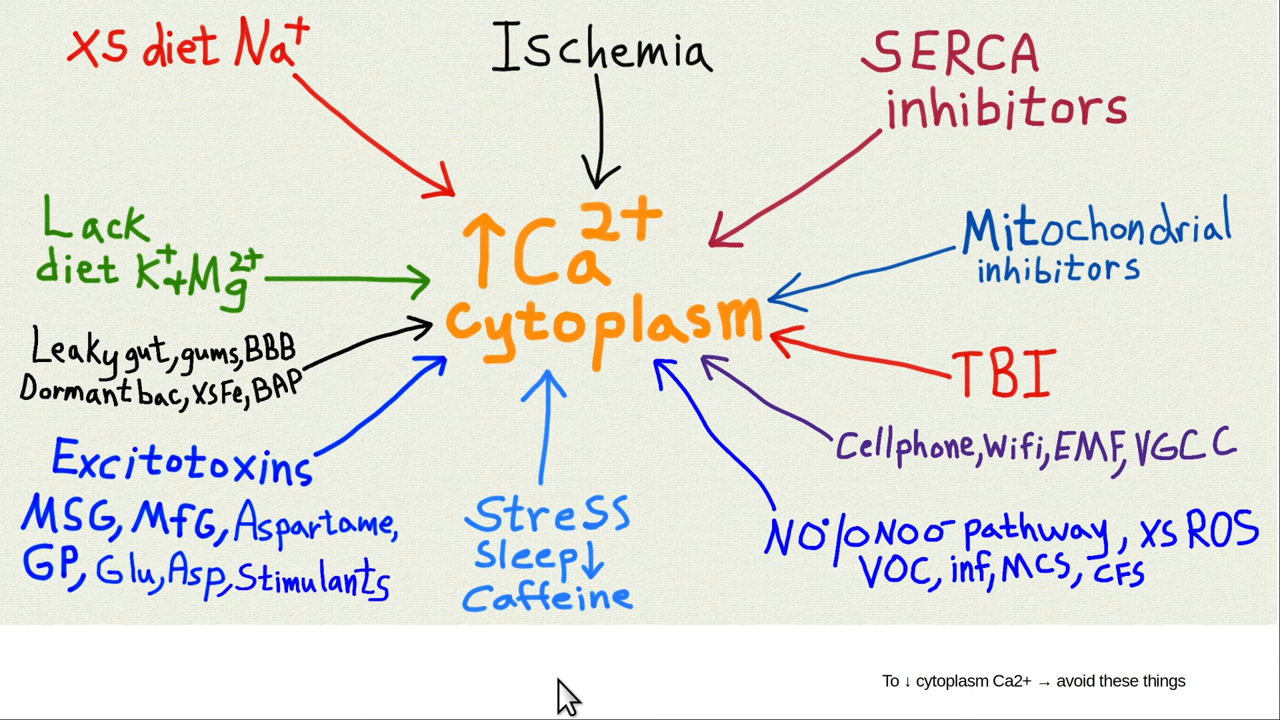 XS diet Na⁺
Ischemia
SERCA
inhibitors
↑Ca²⁺
cytoplasm
Lack
diet K⁺+Mg²⁺
Mitochondrial
inhibitors
Leaky gut, gums, BBB
Dormant bac, XS Fe, BAP
TBI
Cellphone, Wifi, EMF, VGCC
Excitotoxins
MSG, MfG, Aspartame,
GP, Glu, Asp, Stimulants
Stress
Sleep↓
Caffeine
NO•/ONOO⁻ pathway, XS ROS
VOC, inf, MCS, CFS
To ↓ cytoplasm Ca2+ → avoid these things